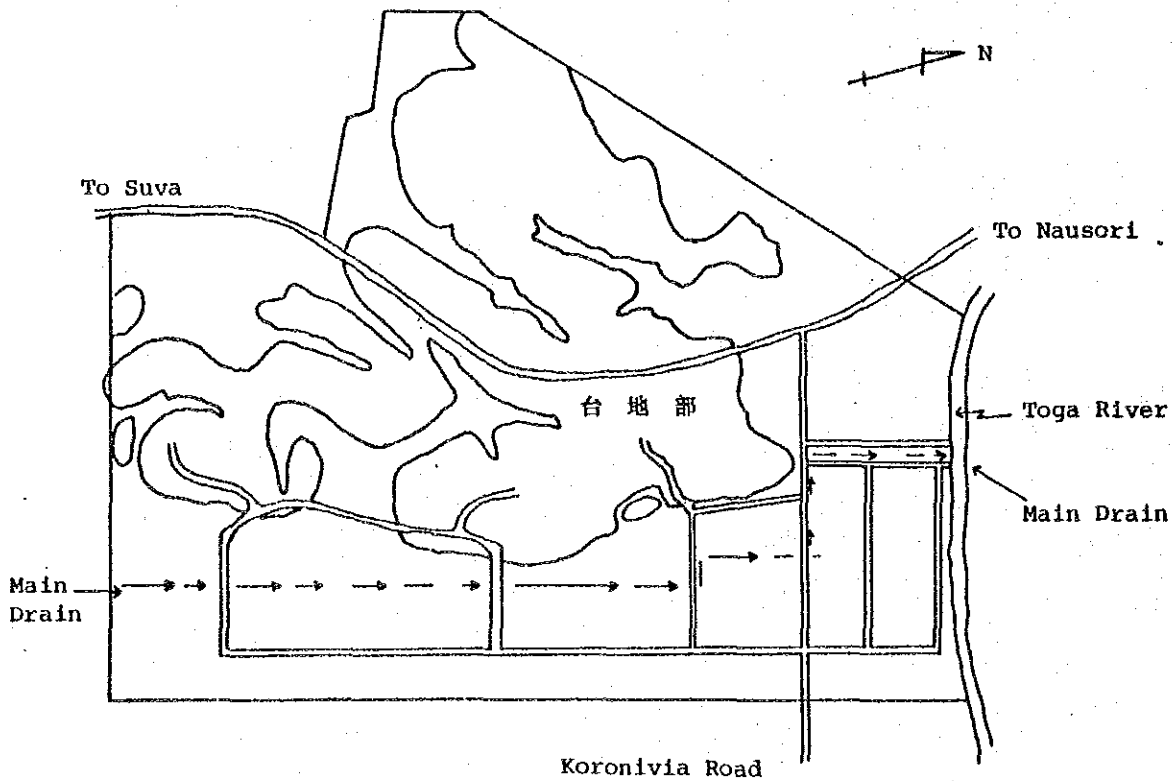 N
To Suva
To Nausori
台地部
Toga River
Main Drain
Main
Drain
Koronivia Road